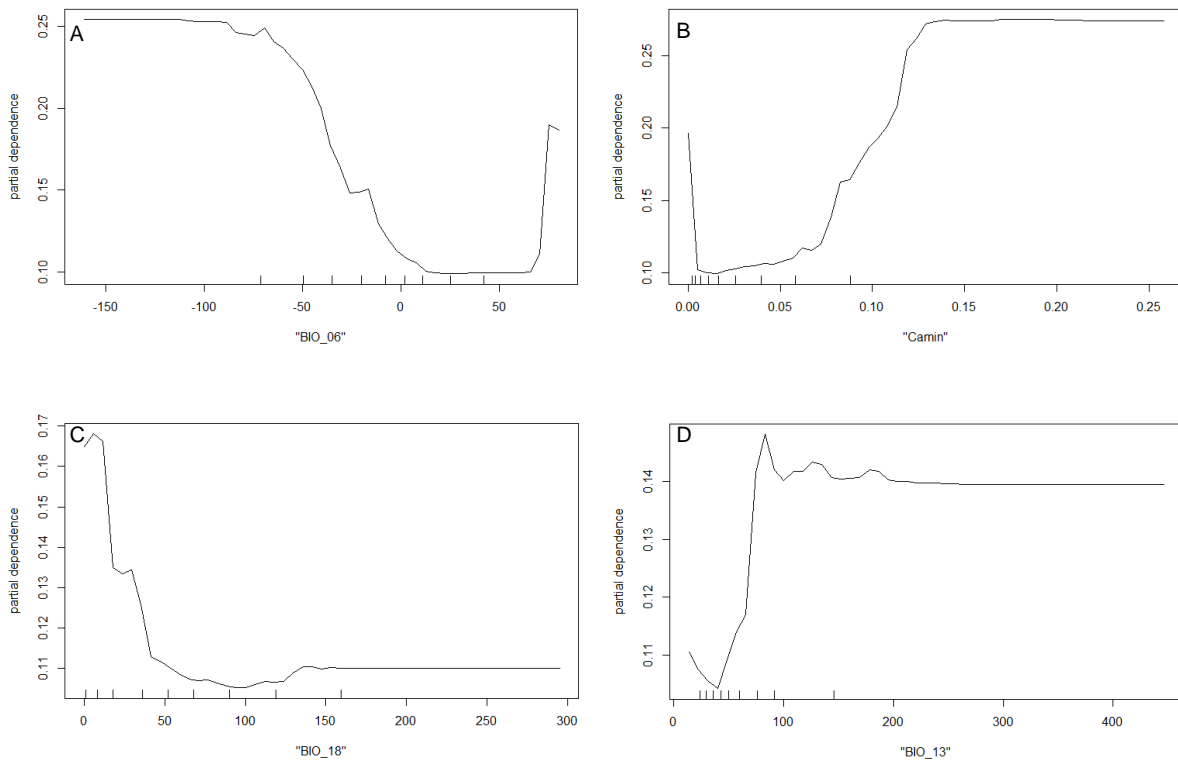 A
partial dependence
0.10 0.15 0.20 0.25
-150 -100 -50 0 50
"BIO_06"
B
partial dependence
0.10 0.15 0.20 0.25
0.00 0.05 0.10 0.15 0.20 0.25
"Camin"
C
partial dependence
0.11 0.12 0.13 0.14 0.15 0.16 0.17
0 50 100 150 200 250 300
"BIO_18"
D
partial dependence
0.11 0.12 0.13 0.14
0 100 200 300 400
"BIO_13"